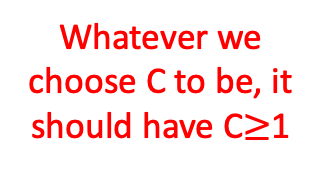 Whatever we
choose C to be, it
should have C≥1